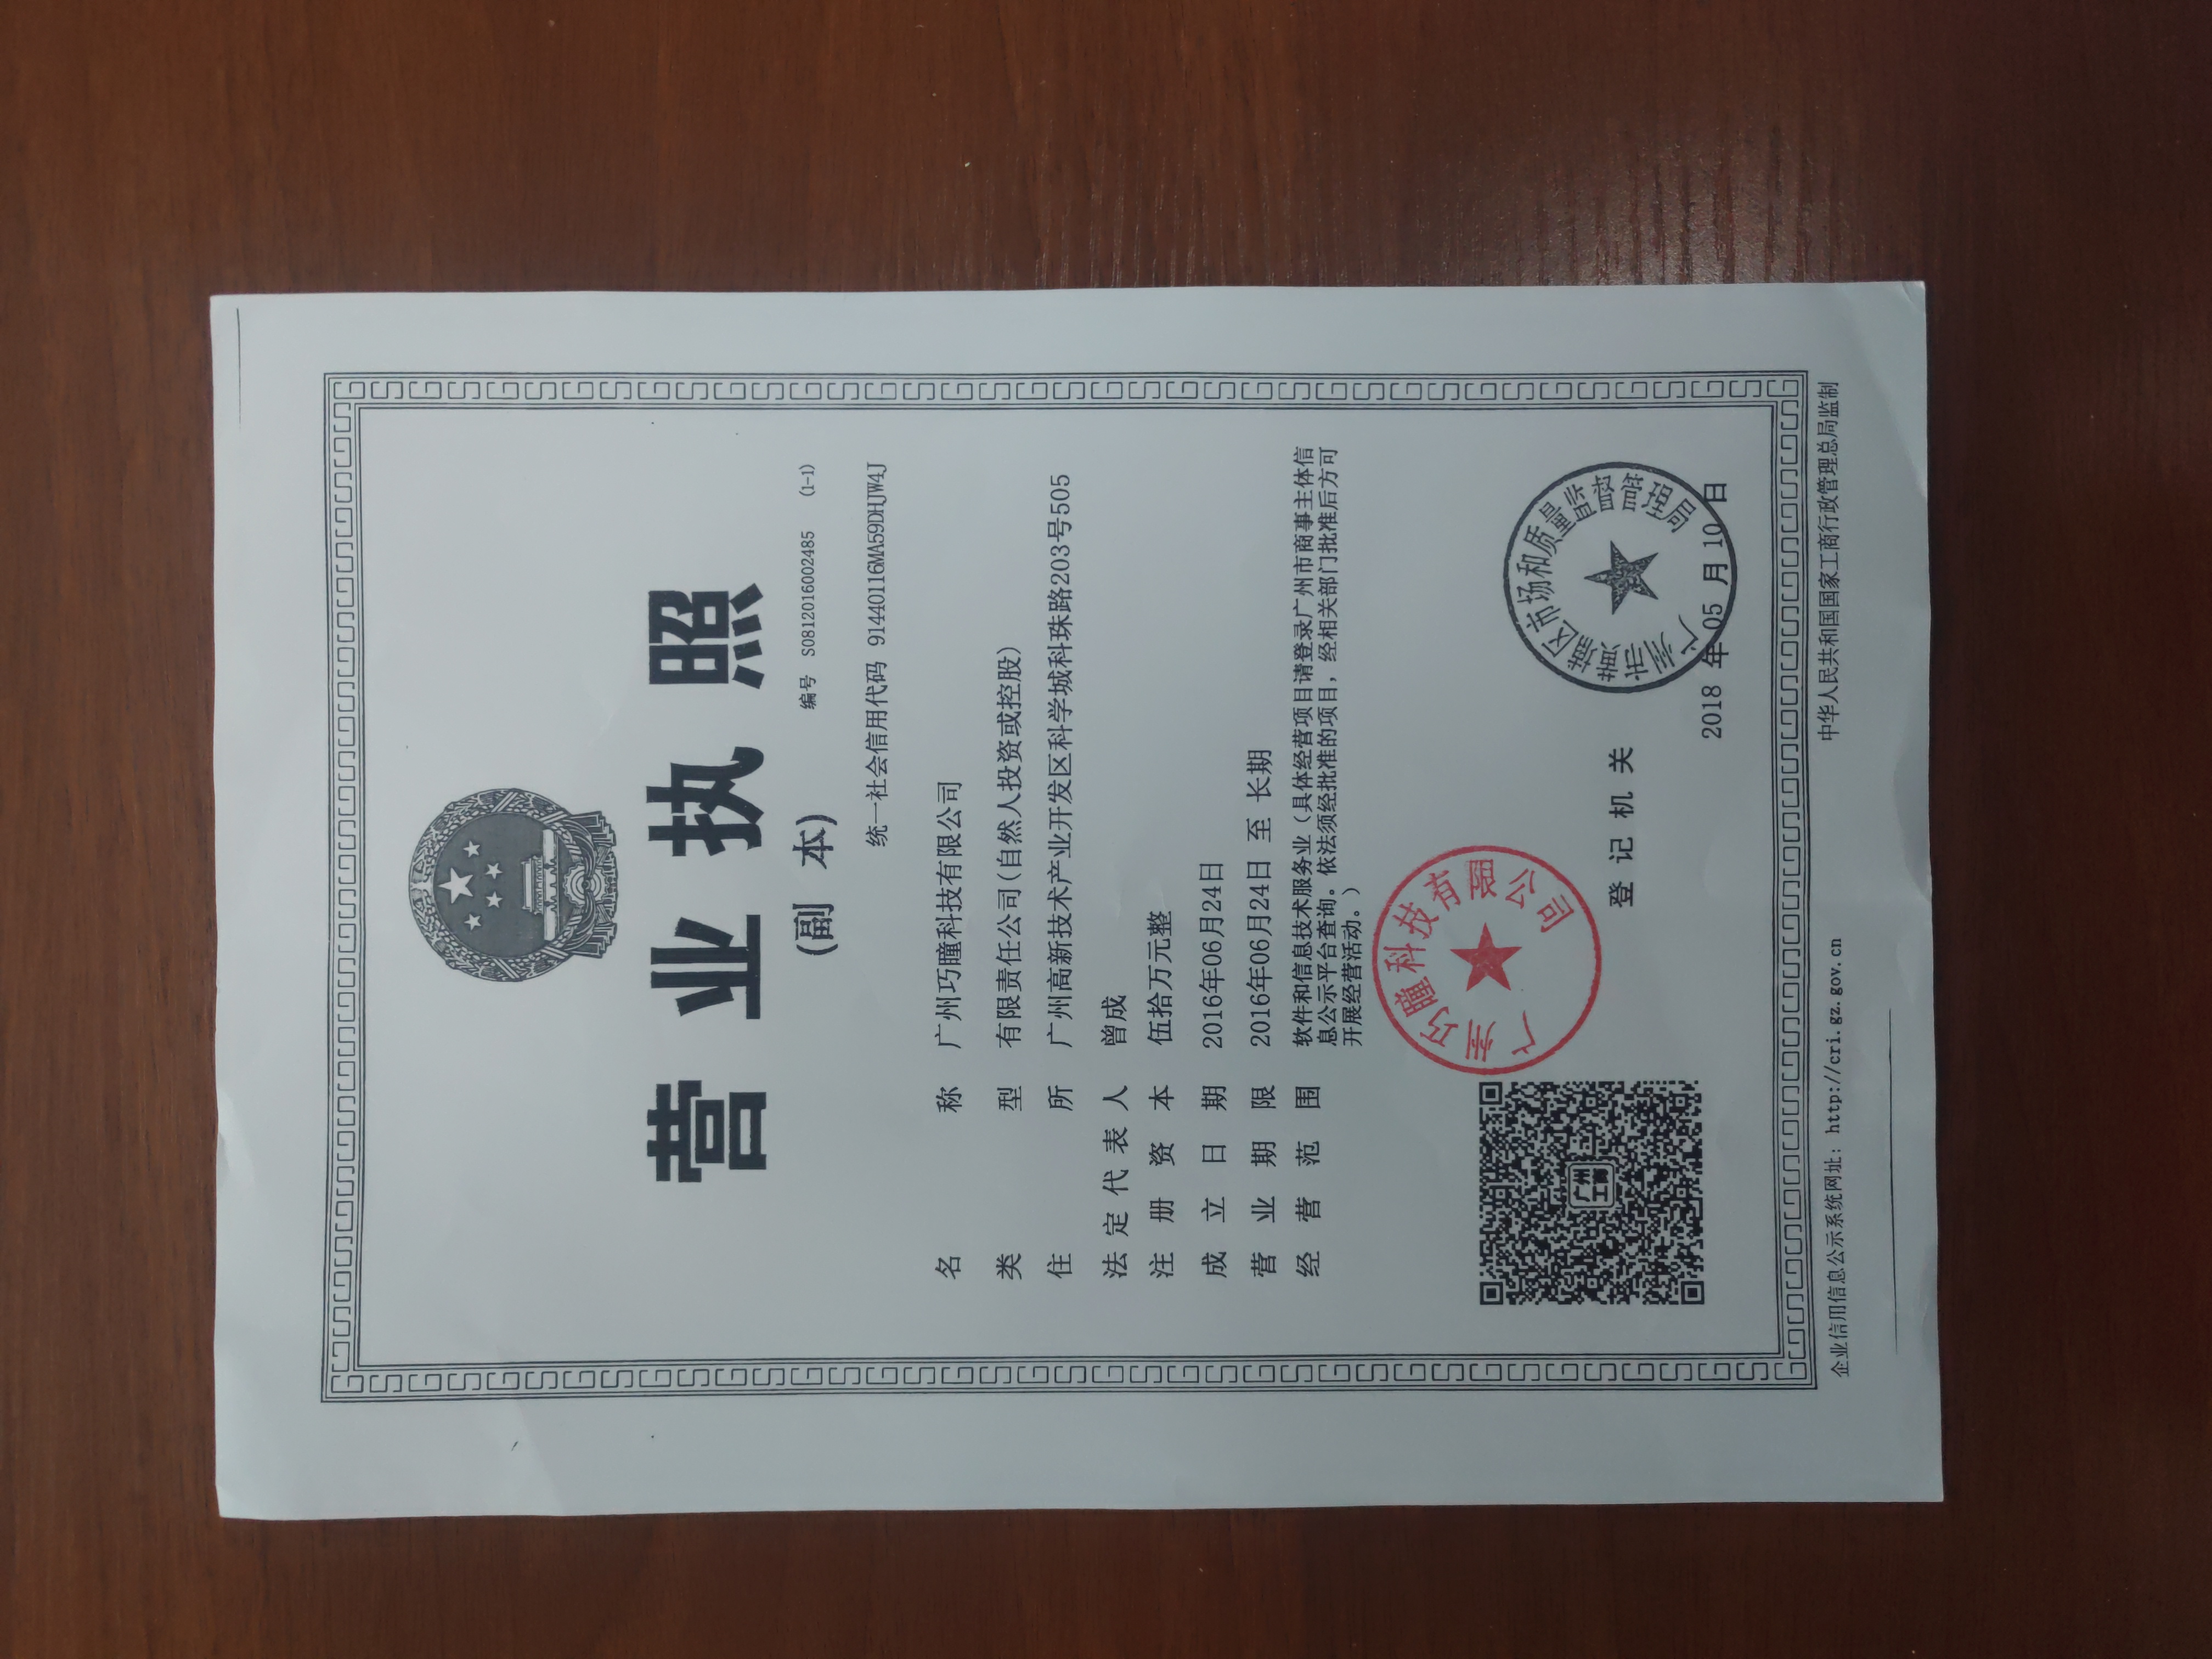 营业执照
(副 本)
编号 S0812016002485 (1-1)
统一社会信用代码 91440116MA59DHJW4J
名称 广州巧瞳科技有限公司
类型 有限责任公司(自然人投资或控股)
住所 广州高新技术产业开发区科学城科珠路203号505
法定代表人 曾成
注册资本 伍拾万元整
成立日期 2016年06月24日
营业期限 2016年06月24日 至 长期
经营范围 软件和信息技术服务业（具体经营项目请登录广州市商事主体信
息公示平台查询。依法须经批准的项目，经相关部门批准后方可
开展经营活动。）
广州巧瞳科技有限公司
广州
工商
登记机关
广州市黄埔区市场和质量监督管理局
2018 年 05 月 10 日
企业信用信息公示系统网址：http://cri.gz.gov.cn
中华人民共和国国家工商行政管理总局监制